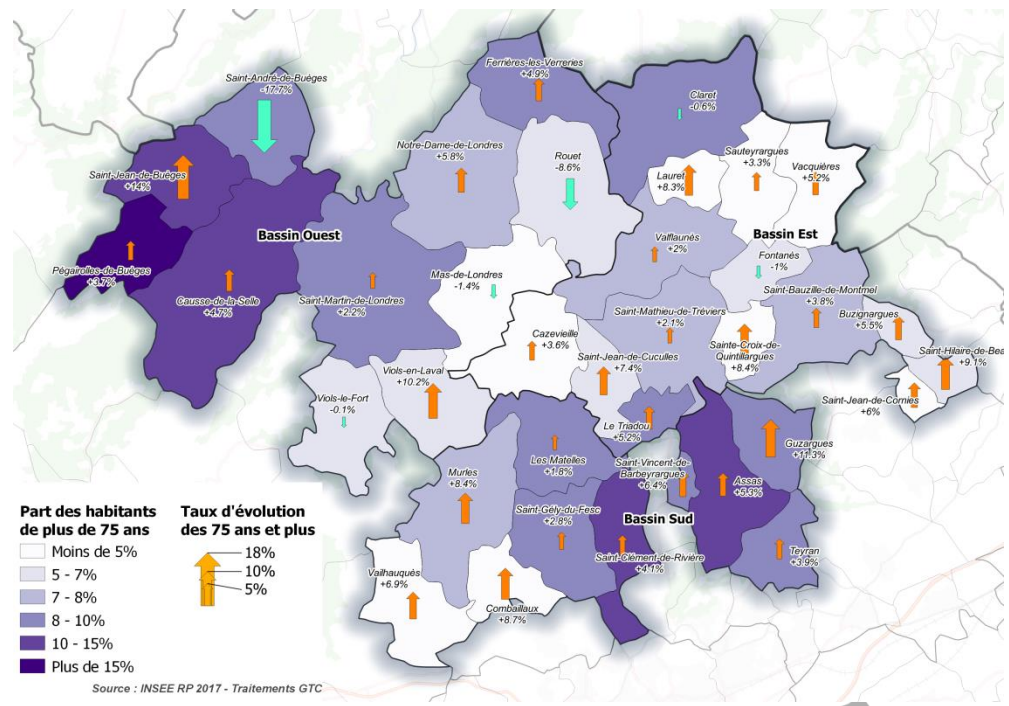 Saint-André-de-Buèges
-17.7%
Ferrières-les-Verreries
+4.9%
Claret
-0.6%
Notre-Dame-de-Londres
+5.8%
Rouet
-8.6%
Sauteyrargues
+3.3%
Vacquières
+5.2%
Lauret
+8.3%
Saint-Jean-de-Buèges
+14%
Bassin Ouest
Bassin Est
Valflaunès
+2%
Fontanès
-1%
Pégairolles-de-Buèges
+3.7%
Causse-de-la-Selle
+4.7%
Saint-Martin-de-Londres
+2.2%
Mas-de-Londres
-1.4%
Saint-Bauzille-de-Montmel
+3.8%
Buzignargues
+5.5%
Cazevieille
+3.6%
Saint-Mathieu-de-Tréviers
+2.1%
Sainte-Croix-de-
Quintillargues
+8.4%
Saint-Hilaire-de-Bea
+9.1%
Saint-Jean-de-Cuculles
+7.4%
Viols-en-Laval
+10.2%
Saint-Jean-de-Cornies
+6%
Viols-le-Fort
-0.1%
Le Triadou
+5.2%
Guzargues
+11.3%
Les Matelles
+1.8%
Saint-Vincent-de-
Barbeyrargues
+6.4%
Murles
+8.4%
Assas
+5.3%
Saint-Gély-du-Fesc
+2.8%
Bassin Sud
Saint-Clément-de-Rivière
+4.1%
Teyran
+3.9%
Vailhauquès
+6.9%
Combaillaux
+8.7%
Part des habitants
de plus de 75 ans
Moins de 5%
5 - 7%
7 - 8%
8 - 10%
10 - 15%
Plus de 15%
Taux d'évolution
des 75 ans et plus
18%
10%
5%
Source : INSEE RP 2017 - Traitements GTC